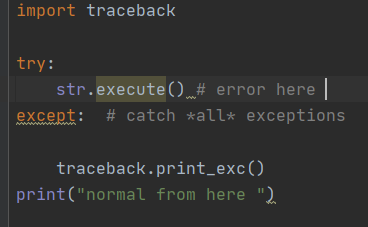 import traceback
try:
    str.execute() # error here
except:  # catch *all* exceptions
    traceback.print_exc()
print("normal from here ")